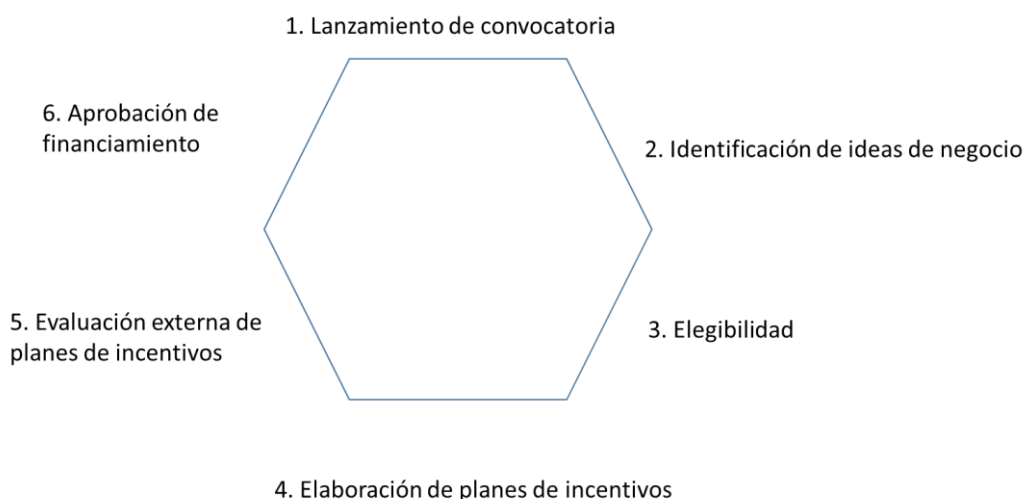 1. Lanzamiento de convocatoria
2. Identificación de ideas de negocio
3. Elegibilidad
4. Elaboración de planes de incentivos
5. Evaluación externa de
planes de incentivos
6. Aprobación de
financiamiento